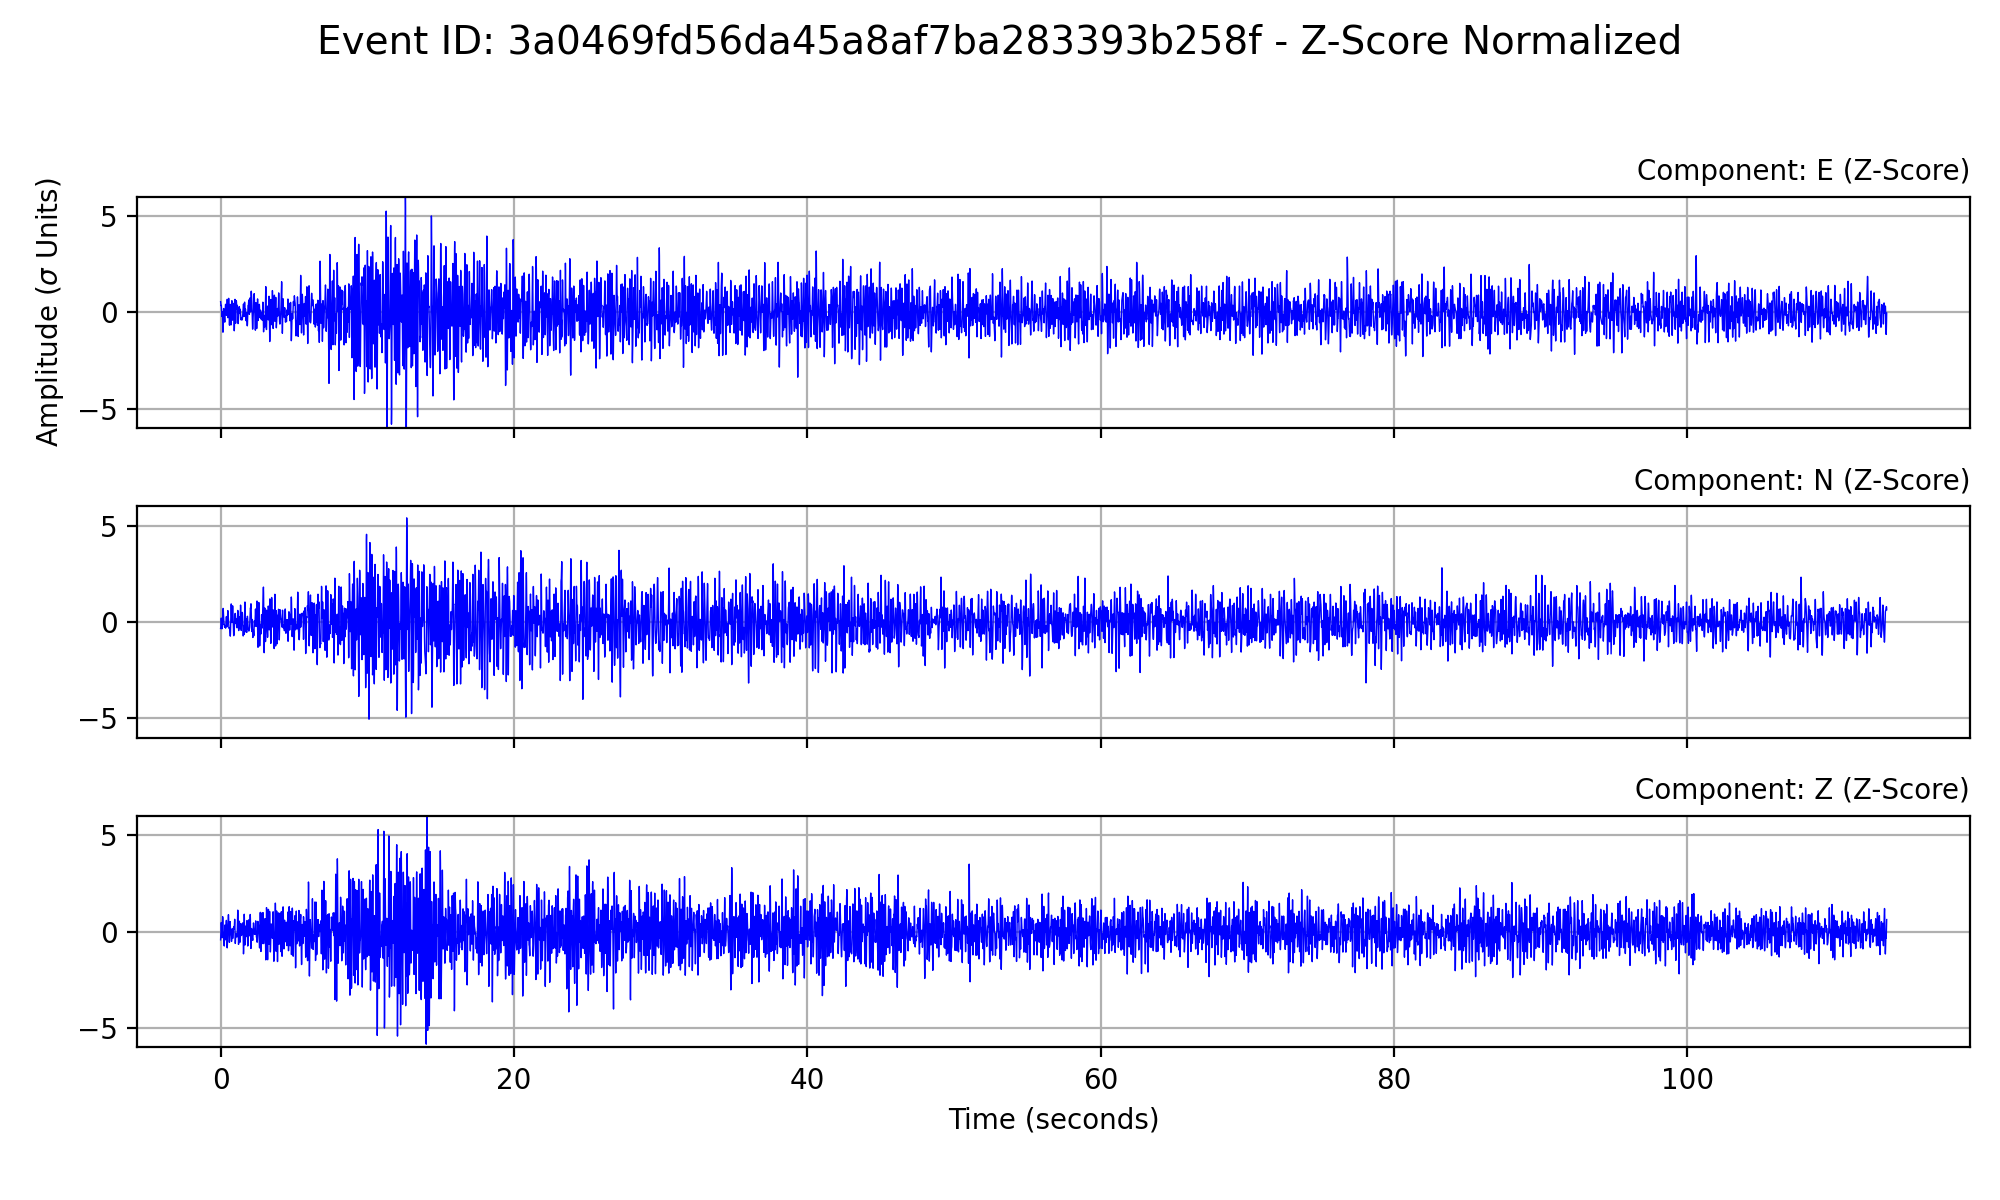 Event ID: 3a0469fd56da45a8af7ba283393b258f - Z-Score Normalized
Component: E (Z-Score)
Amplitude (σ Units)
5
0
−5
Component: N (Z-Score)
5
0
−5
Component: Z (Z-Score)
5
0
−5
0 20 40 60 80 100
Time (seconds)